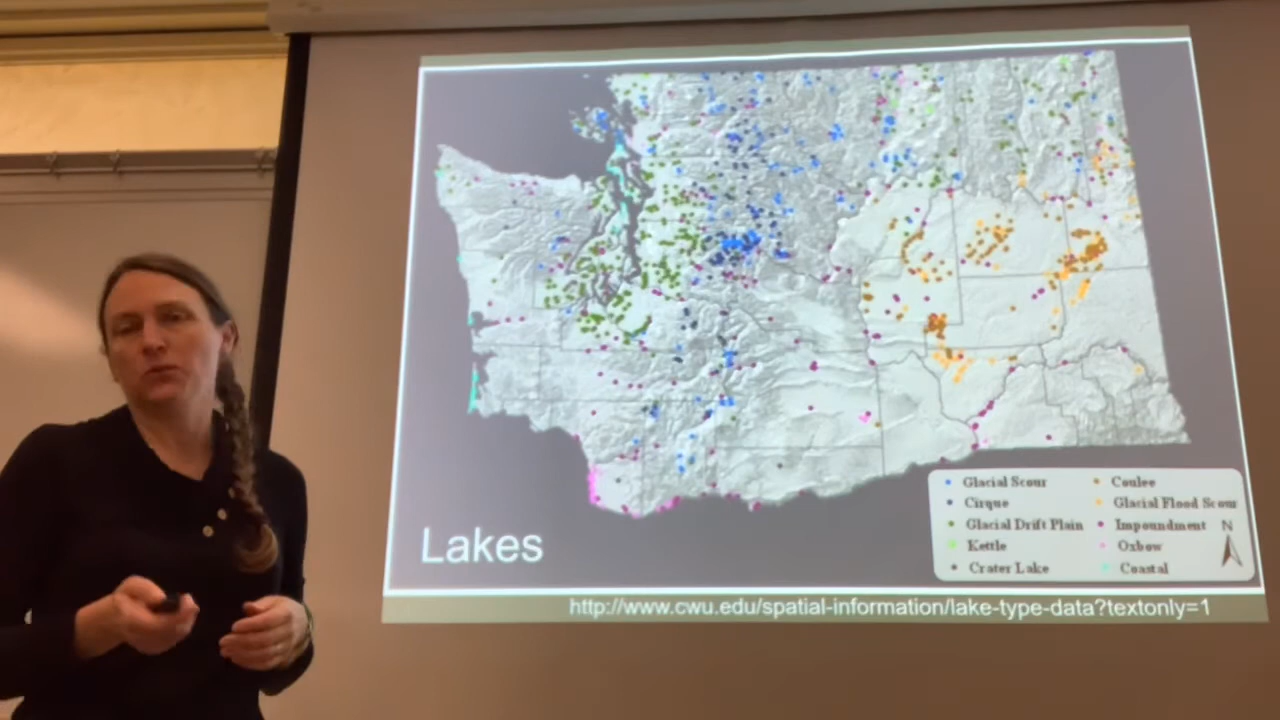 Glacial Scour
Cirque
Glacial Drift Plain
Kettle
Crater Lake
Coulee
Glacial Flood Scour
Impoundment
Oxbow
Coastal
N
Lakes
http://www.cwu.edu/spatial-information/lake-type-data?textonly=1